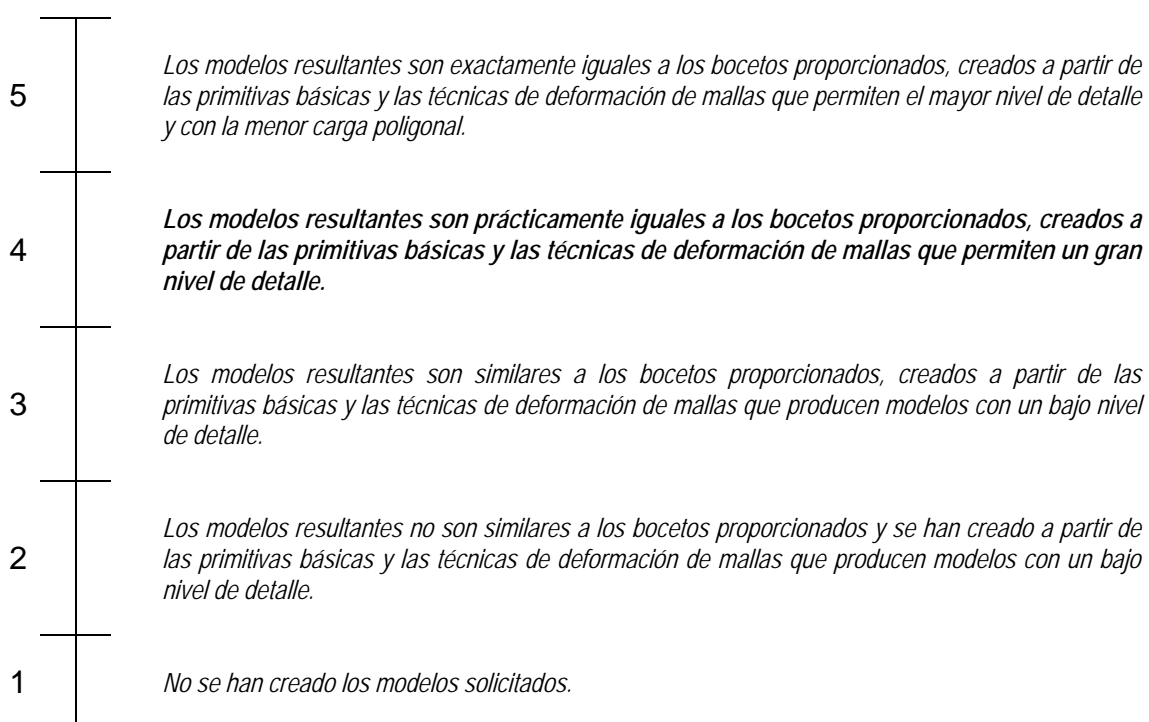 Los modelos resultantes son exactamente iguales a los bocetos proporcionados, creados a partir de
5
las primitivas básicas y las técnicas de deformación de mallas que permiten el mayor nivel de detalle
y con la menor carga poligonal.
Los modelos resultantes son prácticamente iguales a los bocetos proporcionados, creados a
4
partir de las primitivas básicas y las técnicas de deformación de mallas que permiten un gran
nivel de detalle.
Los modelos resultantes son similares a los bocetos proporcionados, creados a partir de las
3
primitivas básicas y las técnicas de deformación de mallas que producen modelos con un bajo nivel
de detalle.
Los modelos resultantes no son similares a los bocetos proporcionados y se han creado a partir de
2
las primitivas básicas y las técnicas de deformación de mallas que producen modelos con un bajo
nivel de detalle.
1
No se han creado los modelos solicitados.